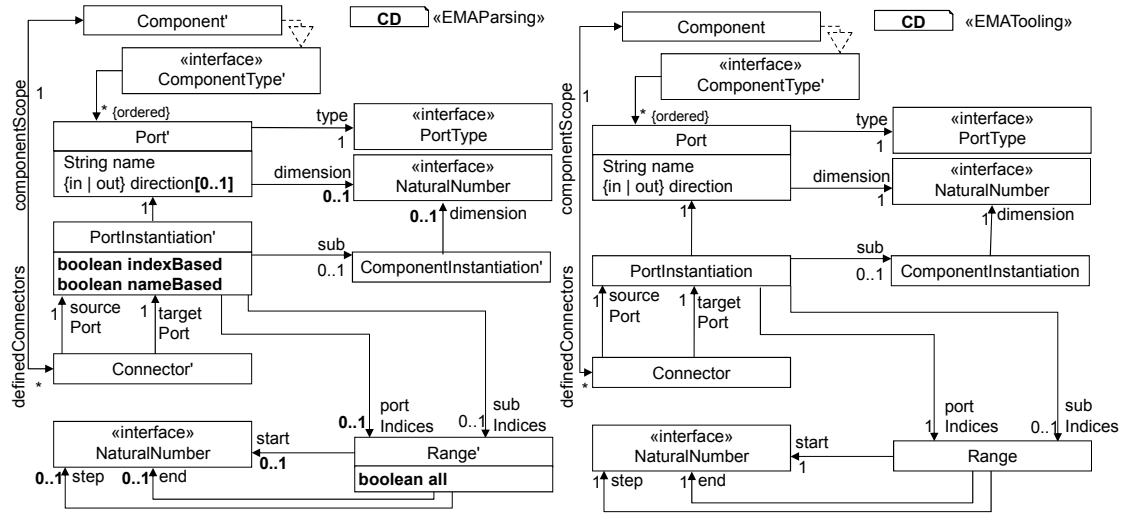 Component'
CD «EMAParsing»
«interface»
ComponentType'
componentScope
1
* {ordered}
Port'
String name
{in | out} direction[0..1]
type
1
«interface»
PortType
dimension
0..1
«interface»
NaturalNumber
1
0..1 dimension
PortInstantiation'
boolean indexBased
boolean nameBased
sub
0..1
ComponentInstantiation'
definedConnectors
1 source
Port
1 target
Port
Connector'
*
0..1 port
Indices
0..1 sub
Indices
«interface»
NaturalNumber
start
0..1
Range'
boolean all
0..1 step
0..1 end
Component
CD «EMATooling»
«interface»
ComponentType'
componentScope
1
* {ordered}
Port
String name
{in | out} direction
type
1
«interface»
PortType
dimension
1
«interface»
NaturalNumber
1
1 dimension
PortInstantiation
sub
0..1
ComponentInstantiation
definedConnectors
1 source
Port
1 target
Port
Connector
*
1 port
Indices
0..1 sub
Indices
«interface»
NaturalNumber
start
1
Range
1 step
1 end